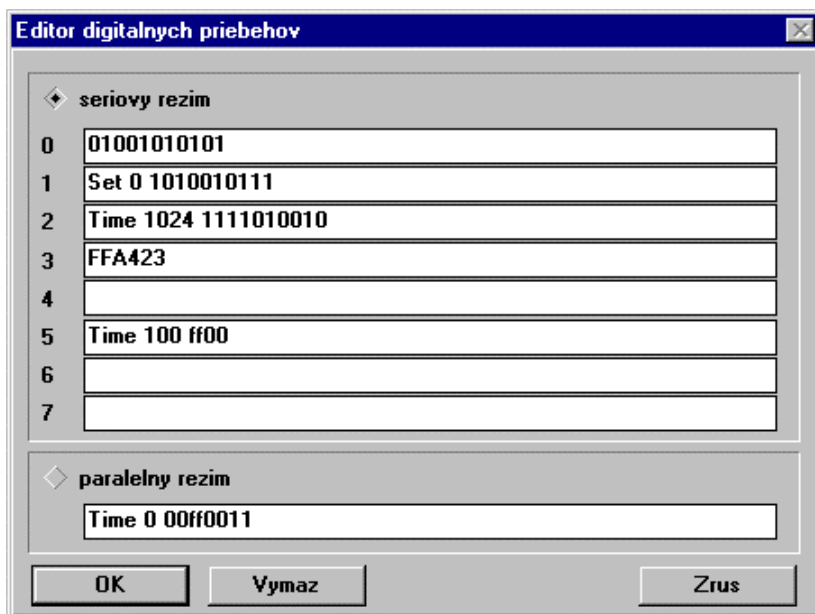 Editor digitalnych priebehov
seriovy rezim
0 01001010101
1 Set 0 1010010111
2 Time 1024 1111010010
3 FFA423
4
5 Time 100 ff00
6
7
paralelny rezim
Time 0 00ff0011
OK Vymaz Zrus